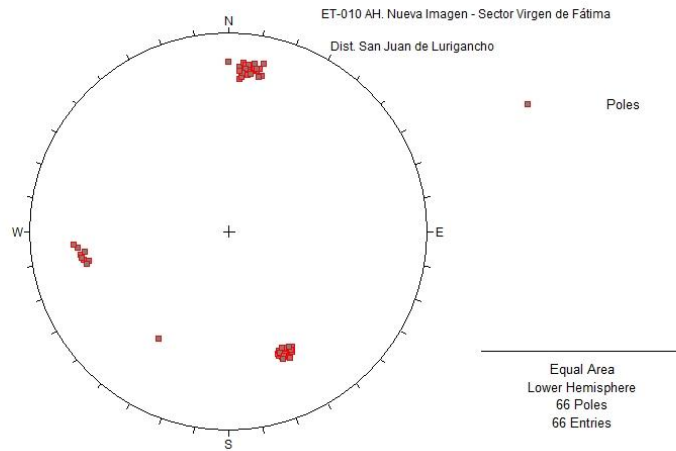 ET-010 AH. Nueva Imagen - Sector Virgen de Fátima
Dist. San Juan de Lurigancho
N
Poles
W
E
S
Equal Area
Lower Hemisphere
66 Poles
66 Entries